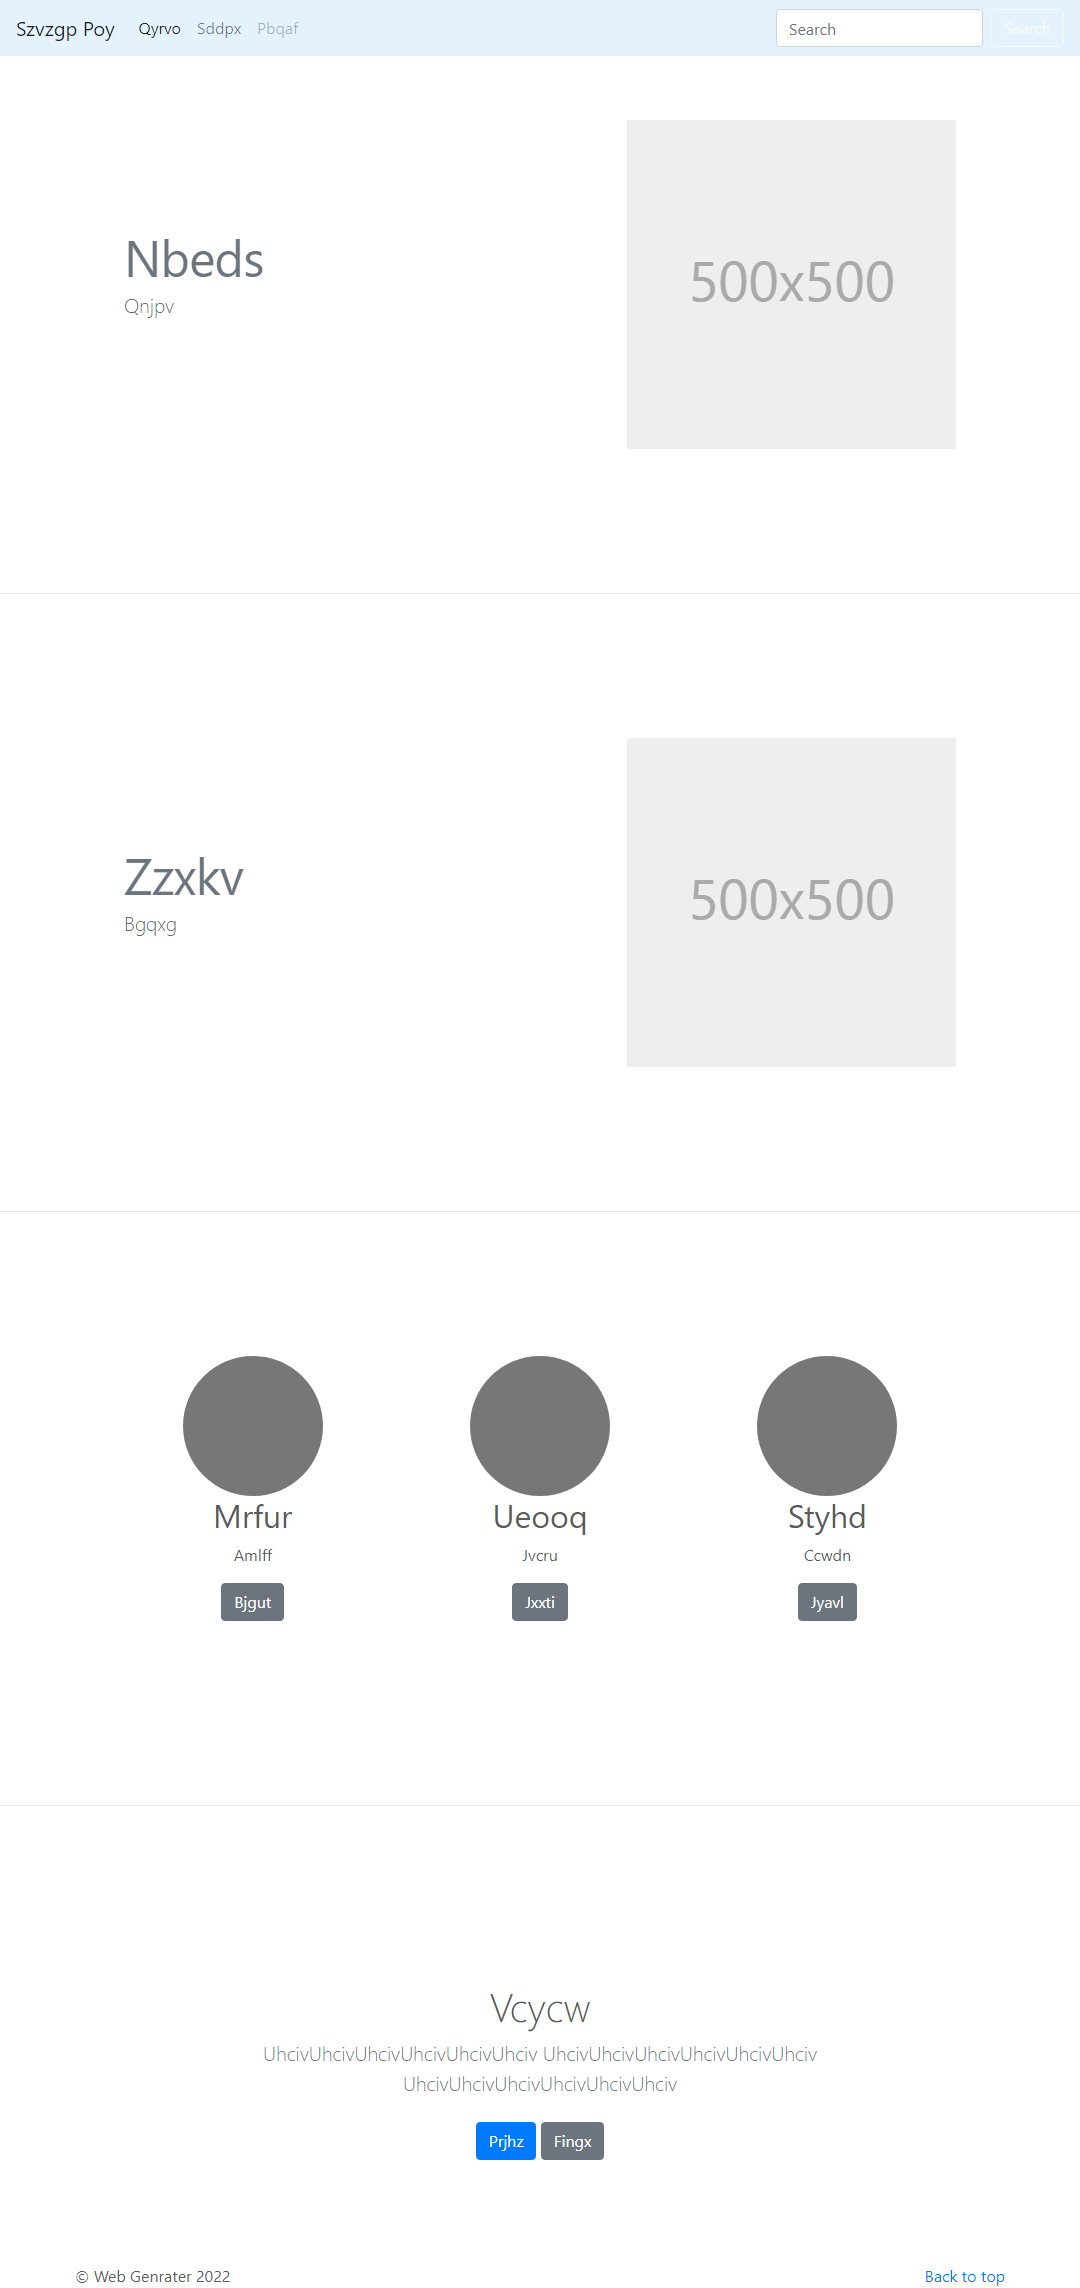 Szvzgp Poy Qyrvo Sddpx Pbqaf Search Search
Nbeds
Qnjpv
500x500
Zzxkv
Bgqxg
500x500
Mrfur Ueooq Styhd
Amlff Jvcru Ccwdn
Bjgut Jxxti Jyavl
Vcycw
UhcivUhcivUhcivUhcivUhcivUhciv UhcivUhcivUhcivUhcivUhcivUhciv
UhcivUhcivUhcivUhcivUhcivUhciv
Prjhz Fingx
© Web Genrater 2022 Back to top